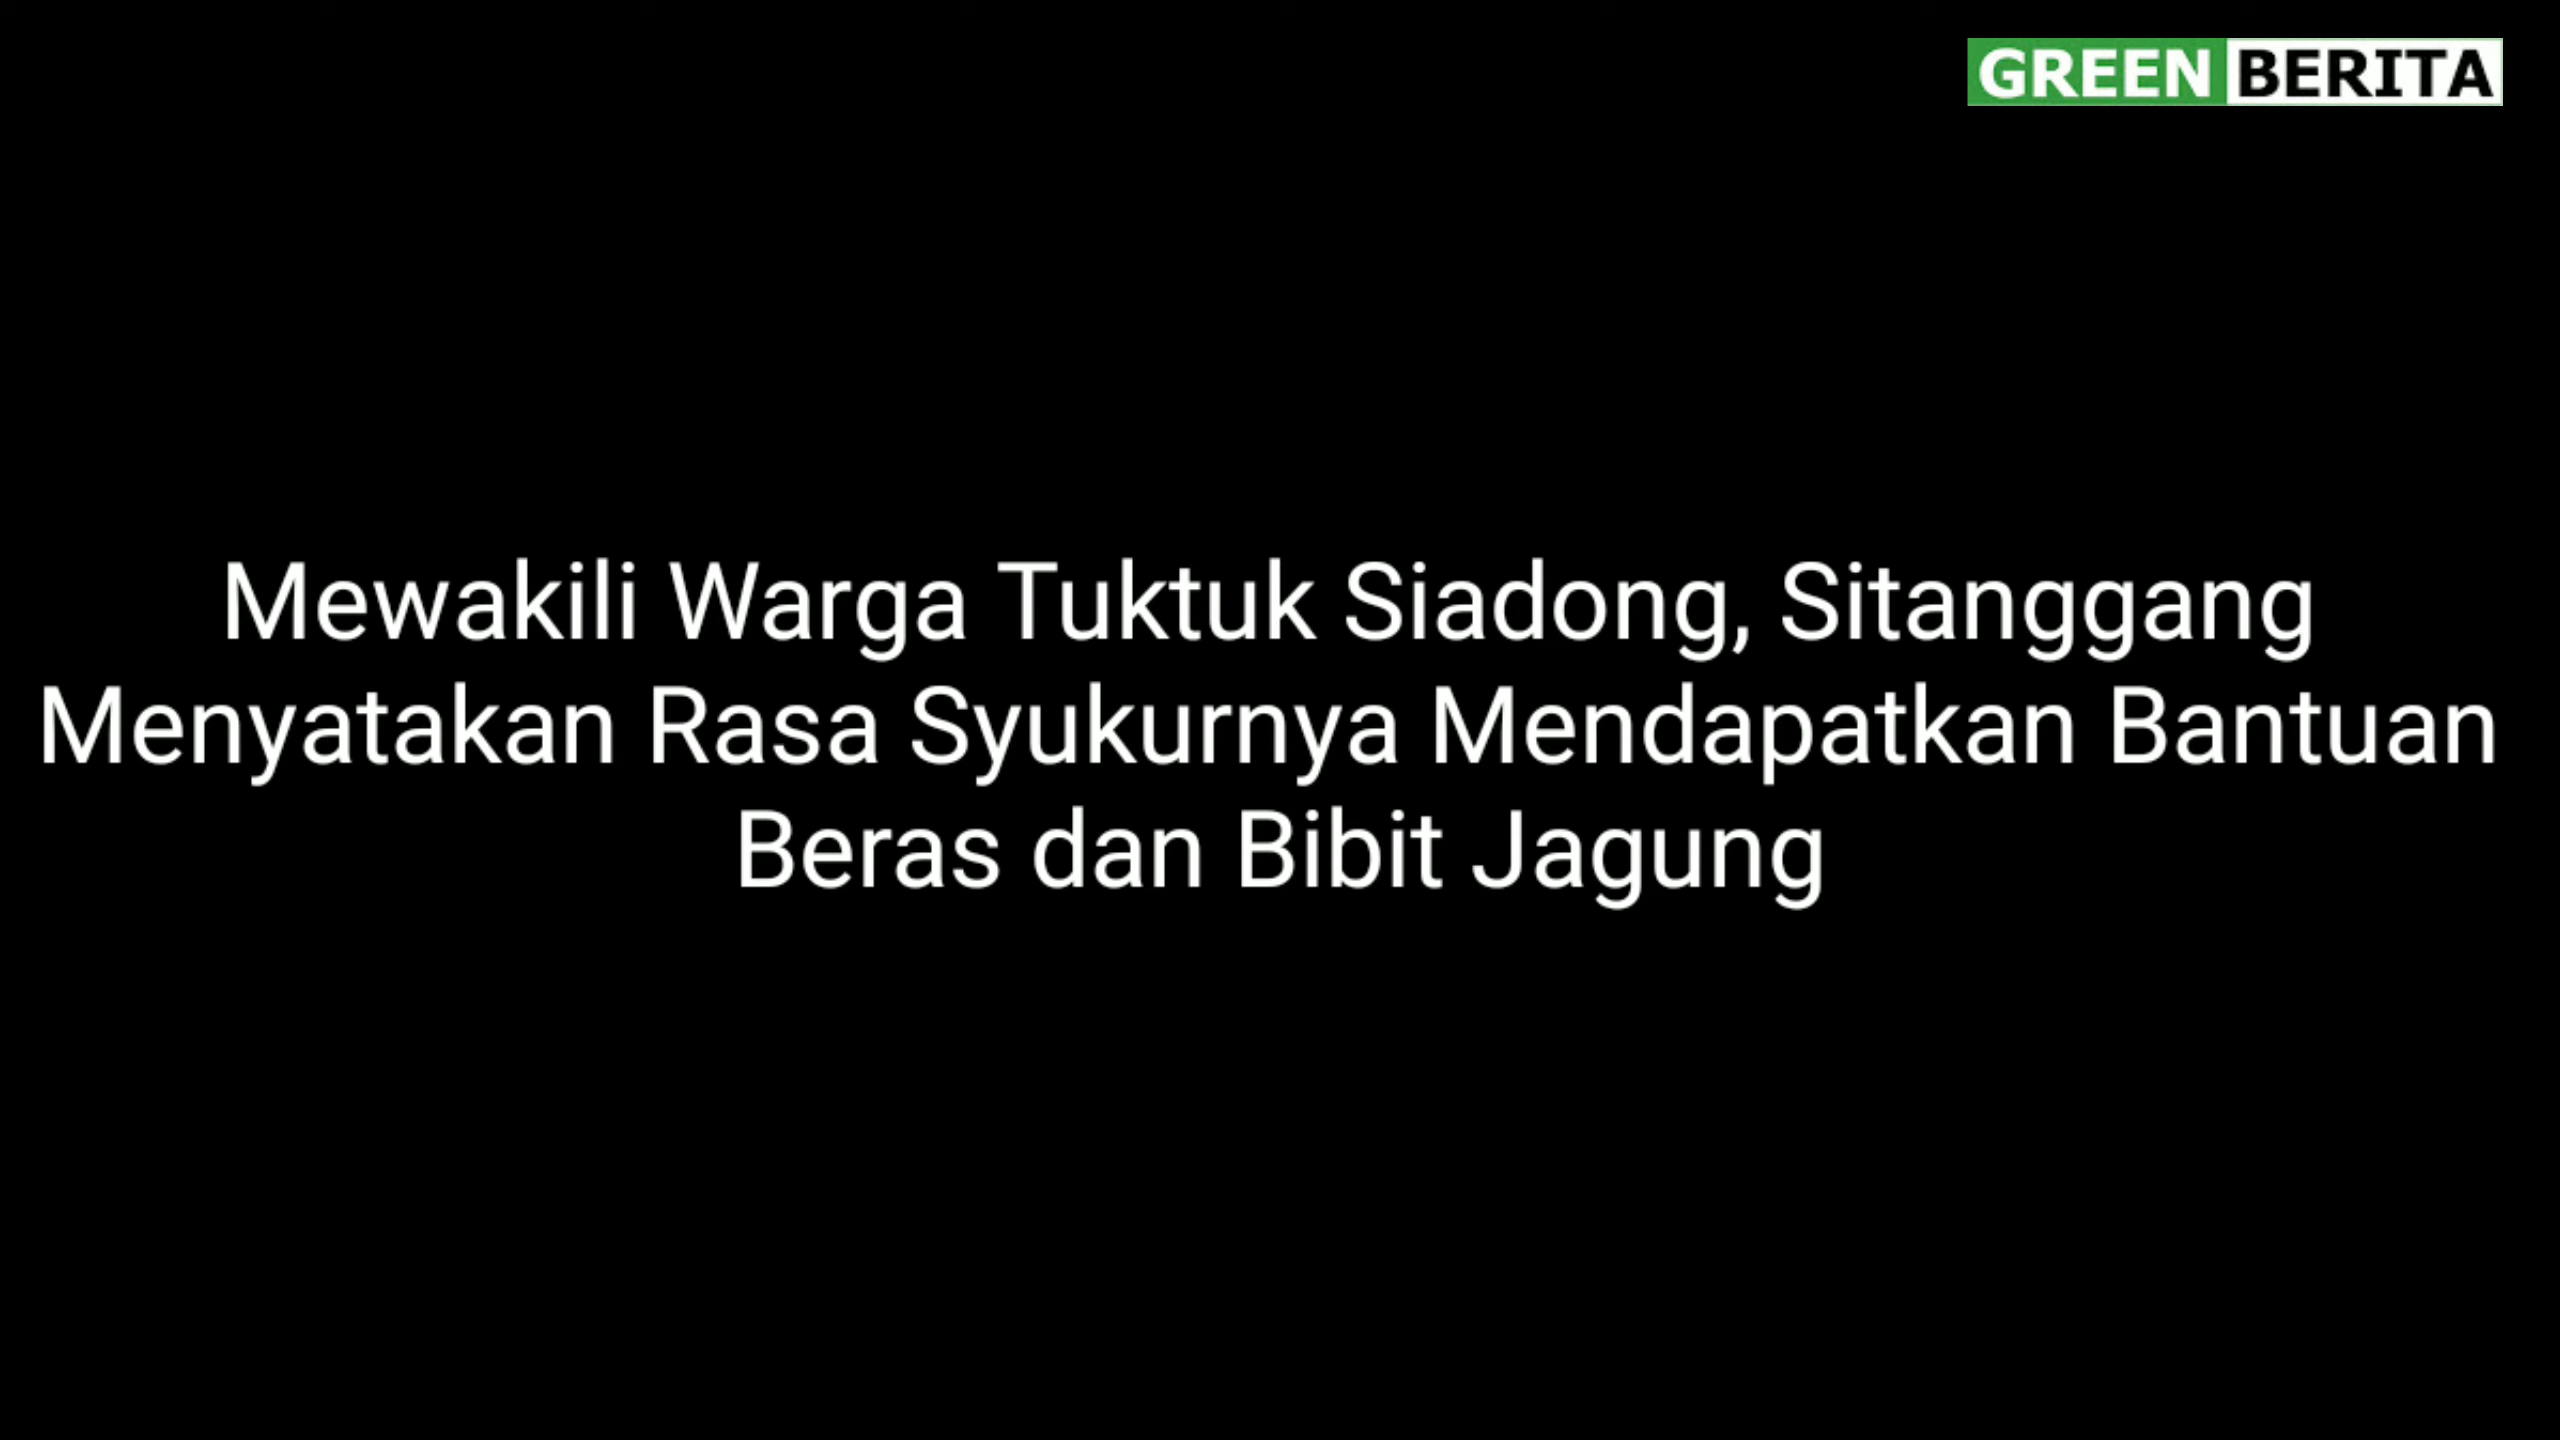 GREEN BERITA
Mewakili Warga Tuktuk Siadong, Sitanggang
Menyatakan Rasa Syukurnya Mendapatkan Bantuan
Beras dan Bibit Jagung